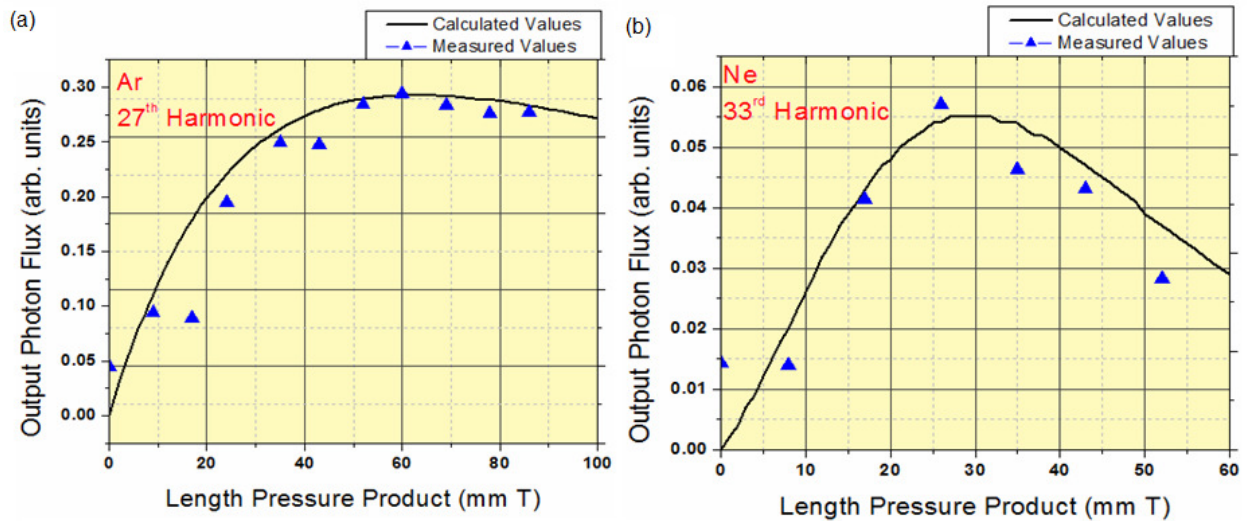 (a)
Calculated Values
Measured Values
Ar
27th Harmonic
Output Photon Flux (arb. units)
0.30
0.25
0.20
0.15
0.10
0.05
0.00
0 20 40 60 80 100
Length Pressure Product (mm T)
(b)
Calculated Values
Measured Values
Ne
33rd Harmonic
Output Photon Flux (arb. units)
0.06
0.05
0.04
0.03
0.02
0.01
0.00
0 10 20 30 40 50 60
Length Pressure Product (mm T)